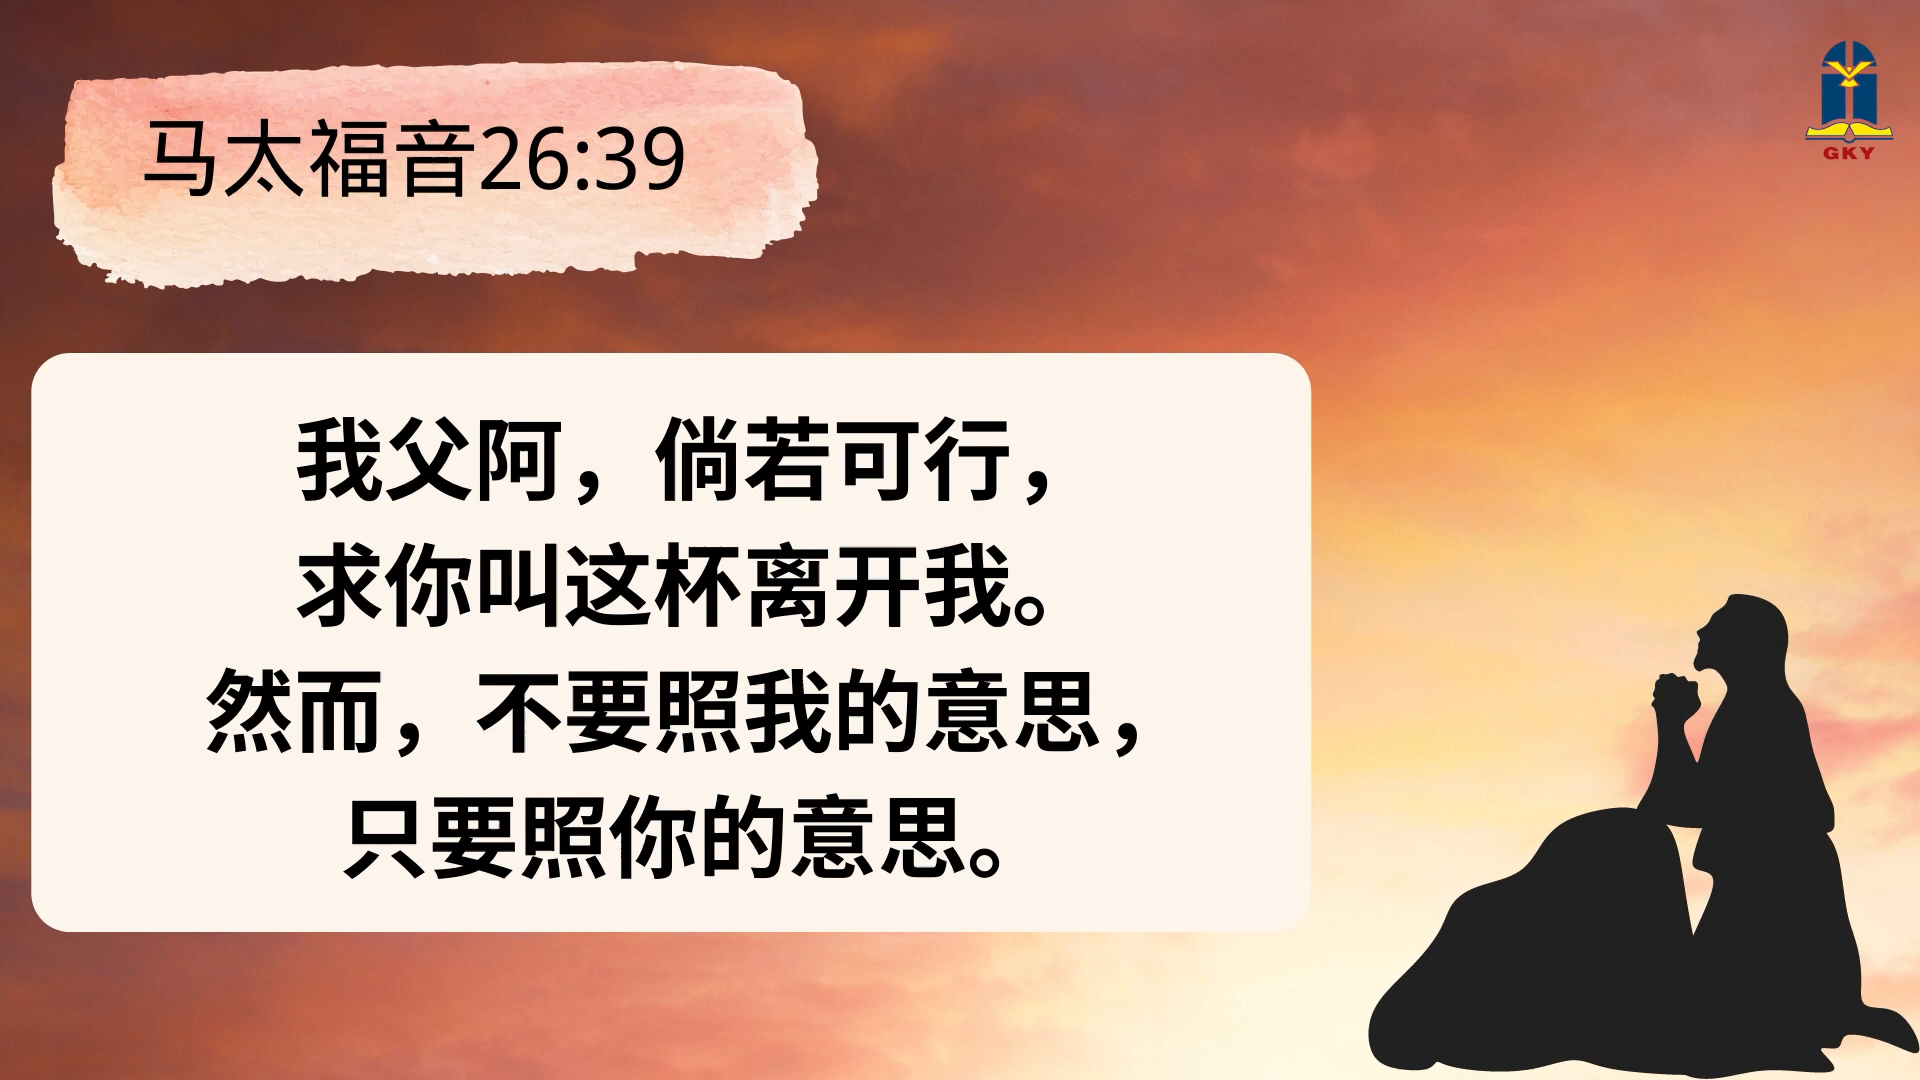 马太福音26:39
GKY
我父阿，倘若可行，
求你叫这杯离开我。
然而，不要照我的意思，
只要照你的意思。